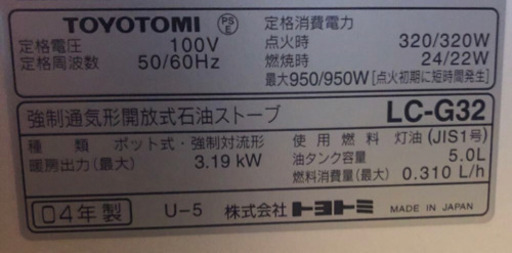 TOYOTOMI PS E 定格消費電力
定格電圧 100V 点火時 320/320W
定格周波数 50/60Hz 燃焼時 24/22W
最大950/950W [点火初期に短時間発生]
強制通気形開放式石油ストーブ LC-G32
種類 ポット式・強制対流形 使用燃料 灯油(JIS1号)
暖房出力(最大) 3.19 kW 油タンク容量 5.0L
燃料消費量(最大) 0.310 L/h
04年製 U-5 株式会社トヨトミ MADE IN JAPAN